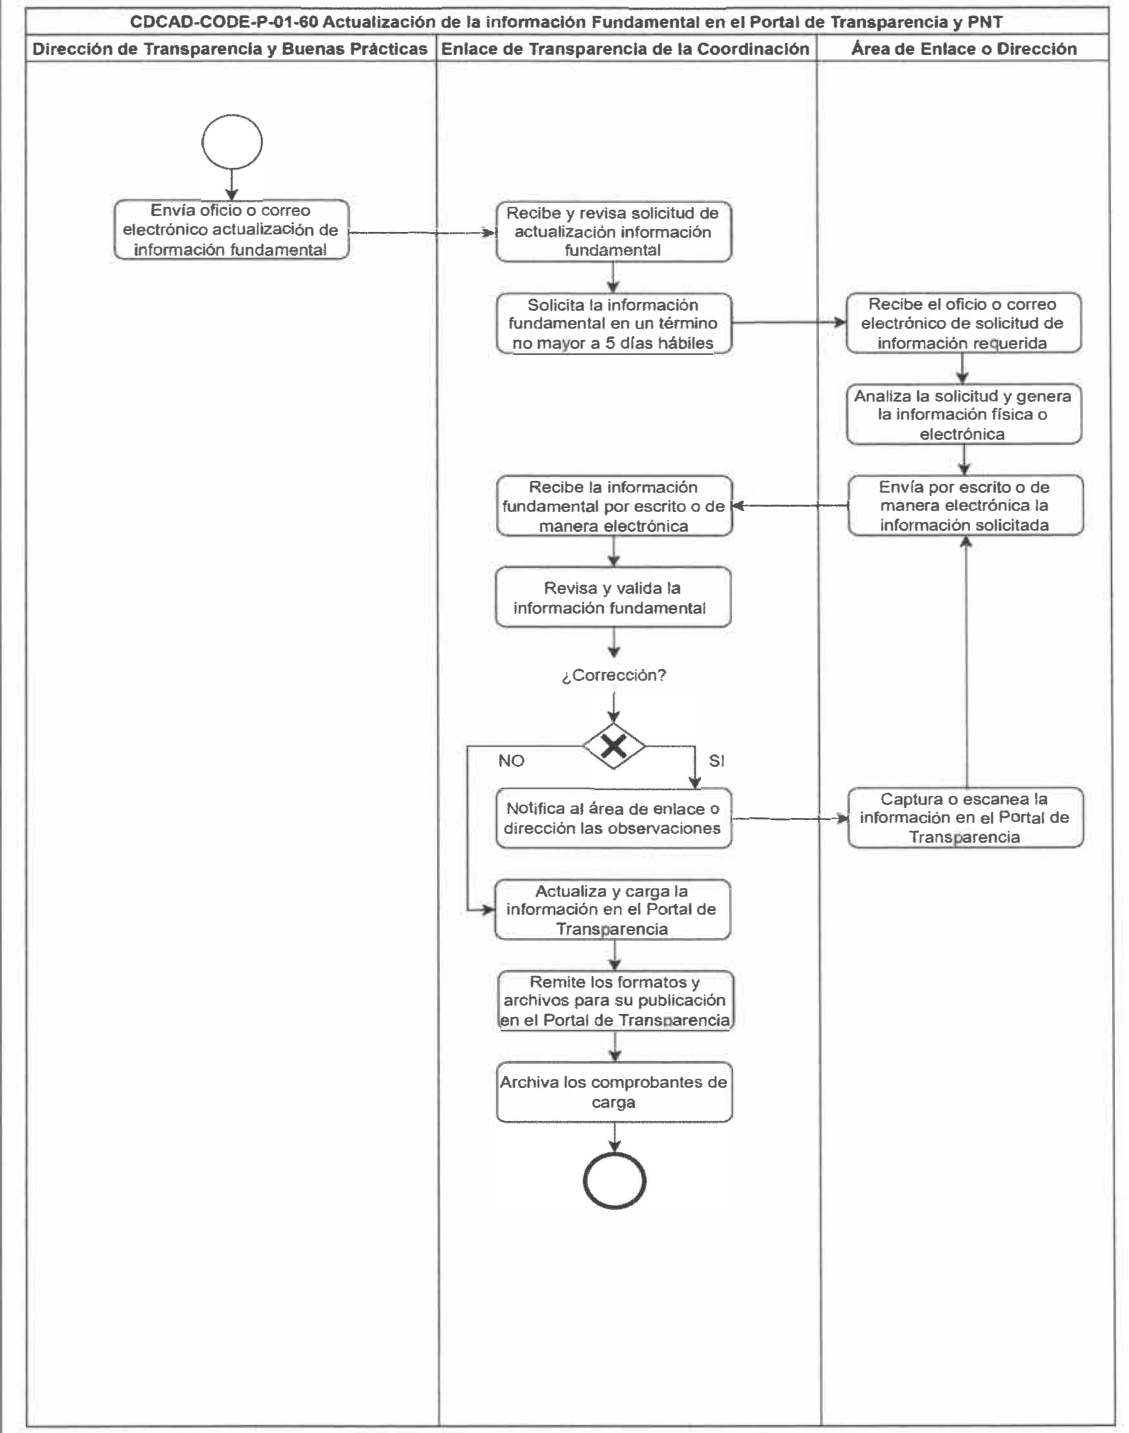 CDCAD-CODE-P-01-60 Actualización de la información Fundamental en el Portal de Transparencia y PNT
Dirección de Transparencia y Buenas Prácticas
Enlace de Transparencia de la Coordinación
Área de Enlace o Dirección
Envía oficio o correo
electrónico actualización de
información fundamental
Recibe y revisa solicitud de
actualización información
fundamental
Solicita la información
fundamental en un término
no mayor a 5 días hábiles
Recibe el oficio o correo
electrónico de solicitud de
información requerida
Analiza la solicitud y genera
la información física o
electrónica
Envía por escrito o de
manera electrónica la
información solicitada
Recibe la información
fundamental por escrito o de
manera electrónica
Revisa y valida la
información fundamental
¿Corrección?
NO
SI
Notifica al área de enlace o
dirección las observaciones
Captura o escanea la
información en el Portal de
Transparencia
Actualiza y carga la
información en el Portal de
Transparencia
Remite los formatos y
archivos para su publicación
en el Portal de Transparencia
Archiva los comprobantes de
carga